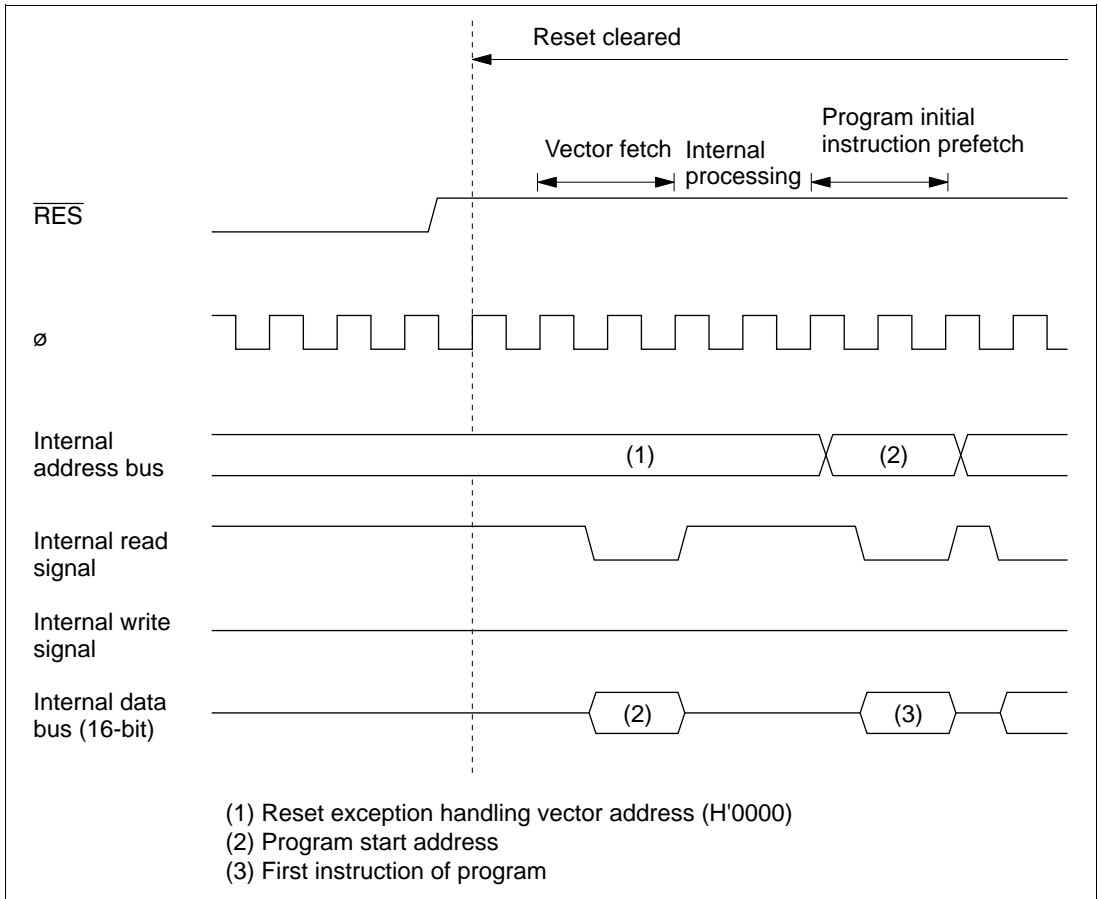 Reset cleared
Vector fetch
Internal
processing
Program initial
instruction prefetch
RES
ø
Internal
address bus
(1)
(2)
Internal read
signal
Internal write
signal
Internal data
bus (16-bit)
(2)
(3)
(1) Reset exception handling vector address (H'0000)
(2) Program start address
(3) First instruction of program